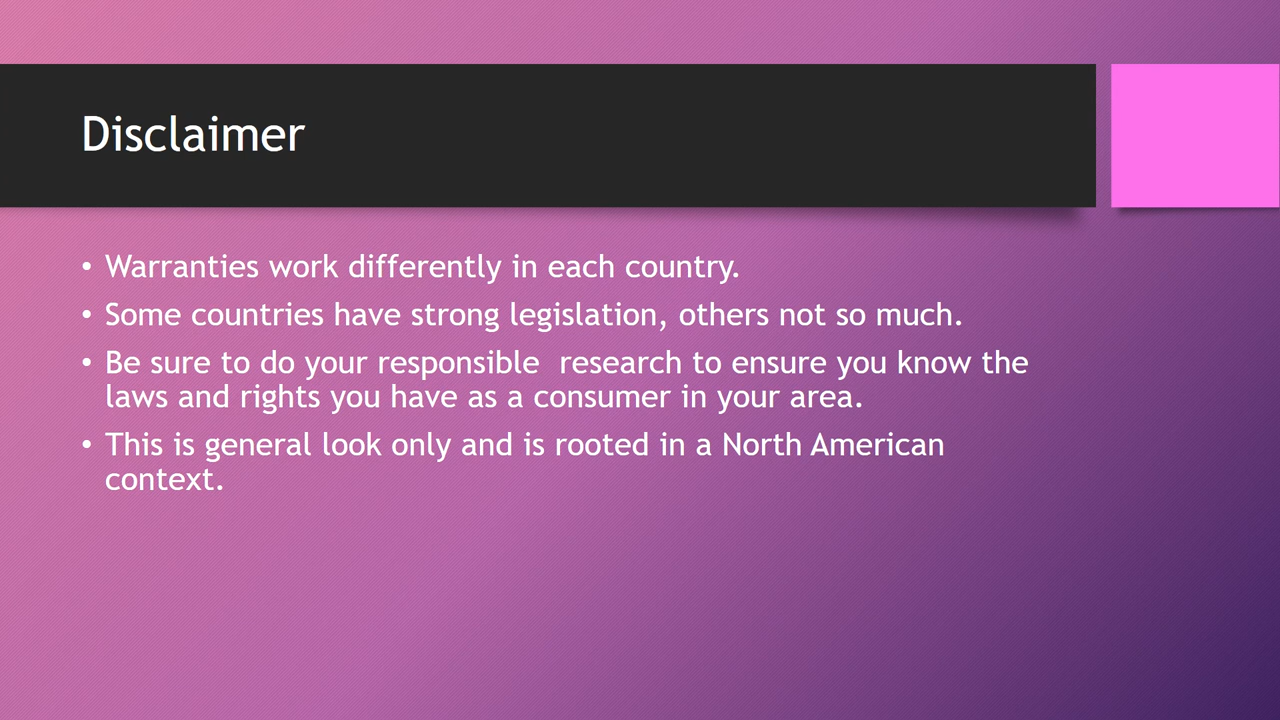 Disclaimer
• Warranties work differently in each country.
• Some countries have strong legislation, others not so much.
• Be sure to do your responsible  research to ensure you know the
laws and rights you have as a consumer in your area.
• This is general look only and is rooted in a North American
context.